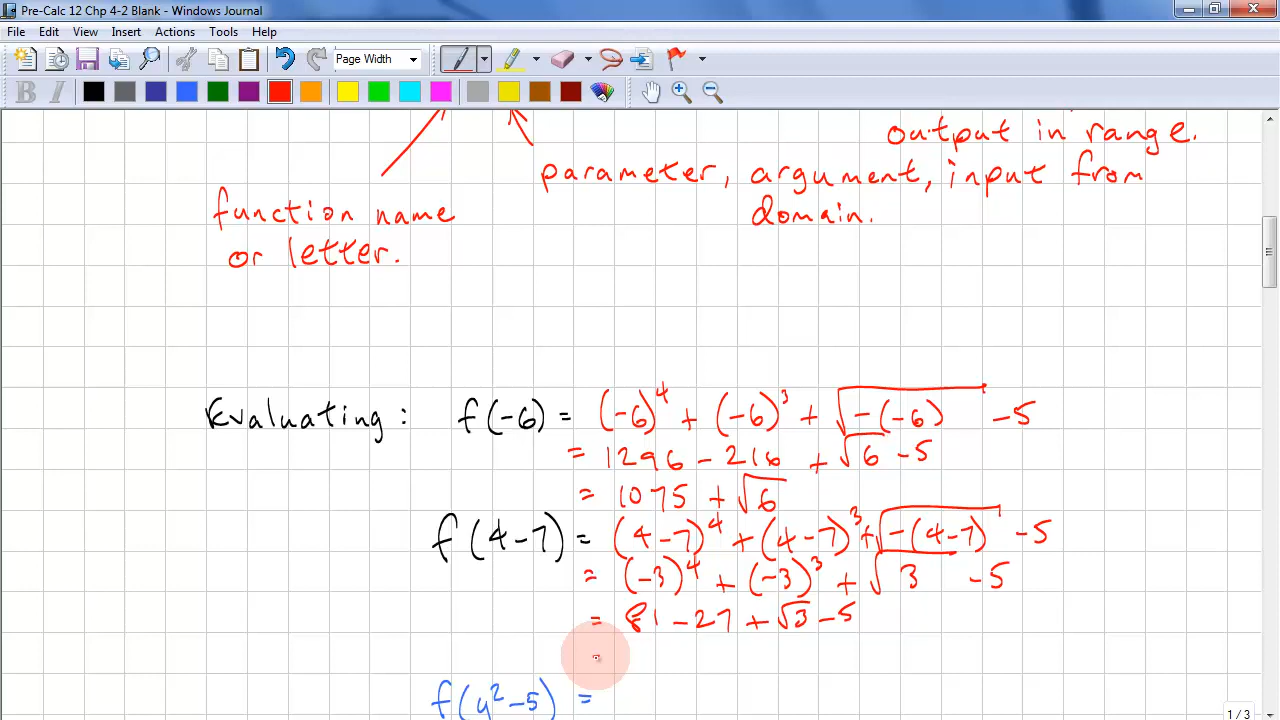 Pre-Calc 12 Chp 4-2 Blank - Windows Journal
File Edit View Insert Actions Tools Help
Page Width
B I
output in range.
parameter, argument, input from
domain.
function name
or letter.
Evaluating: f(-6) = (-6)⁴ + (-6)³ + √-(-6) -5
= 1296 - 216 + √6 -5
= 1075 + √6
f(4-7) = (4-7)⁴ + (4-7)³ + √-(4-7) -5
= (-3)⁴ + (-3)³ + √3 -5
= 81 - 27 + √3 - 5
f(y²-5) =
1/3